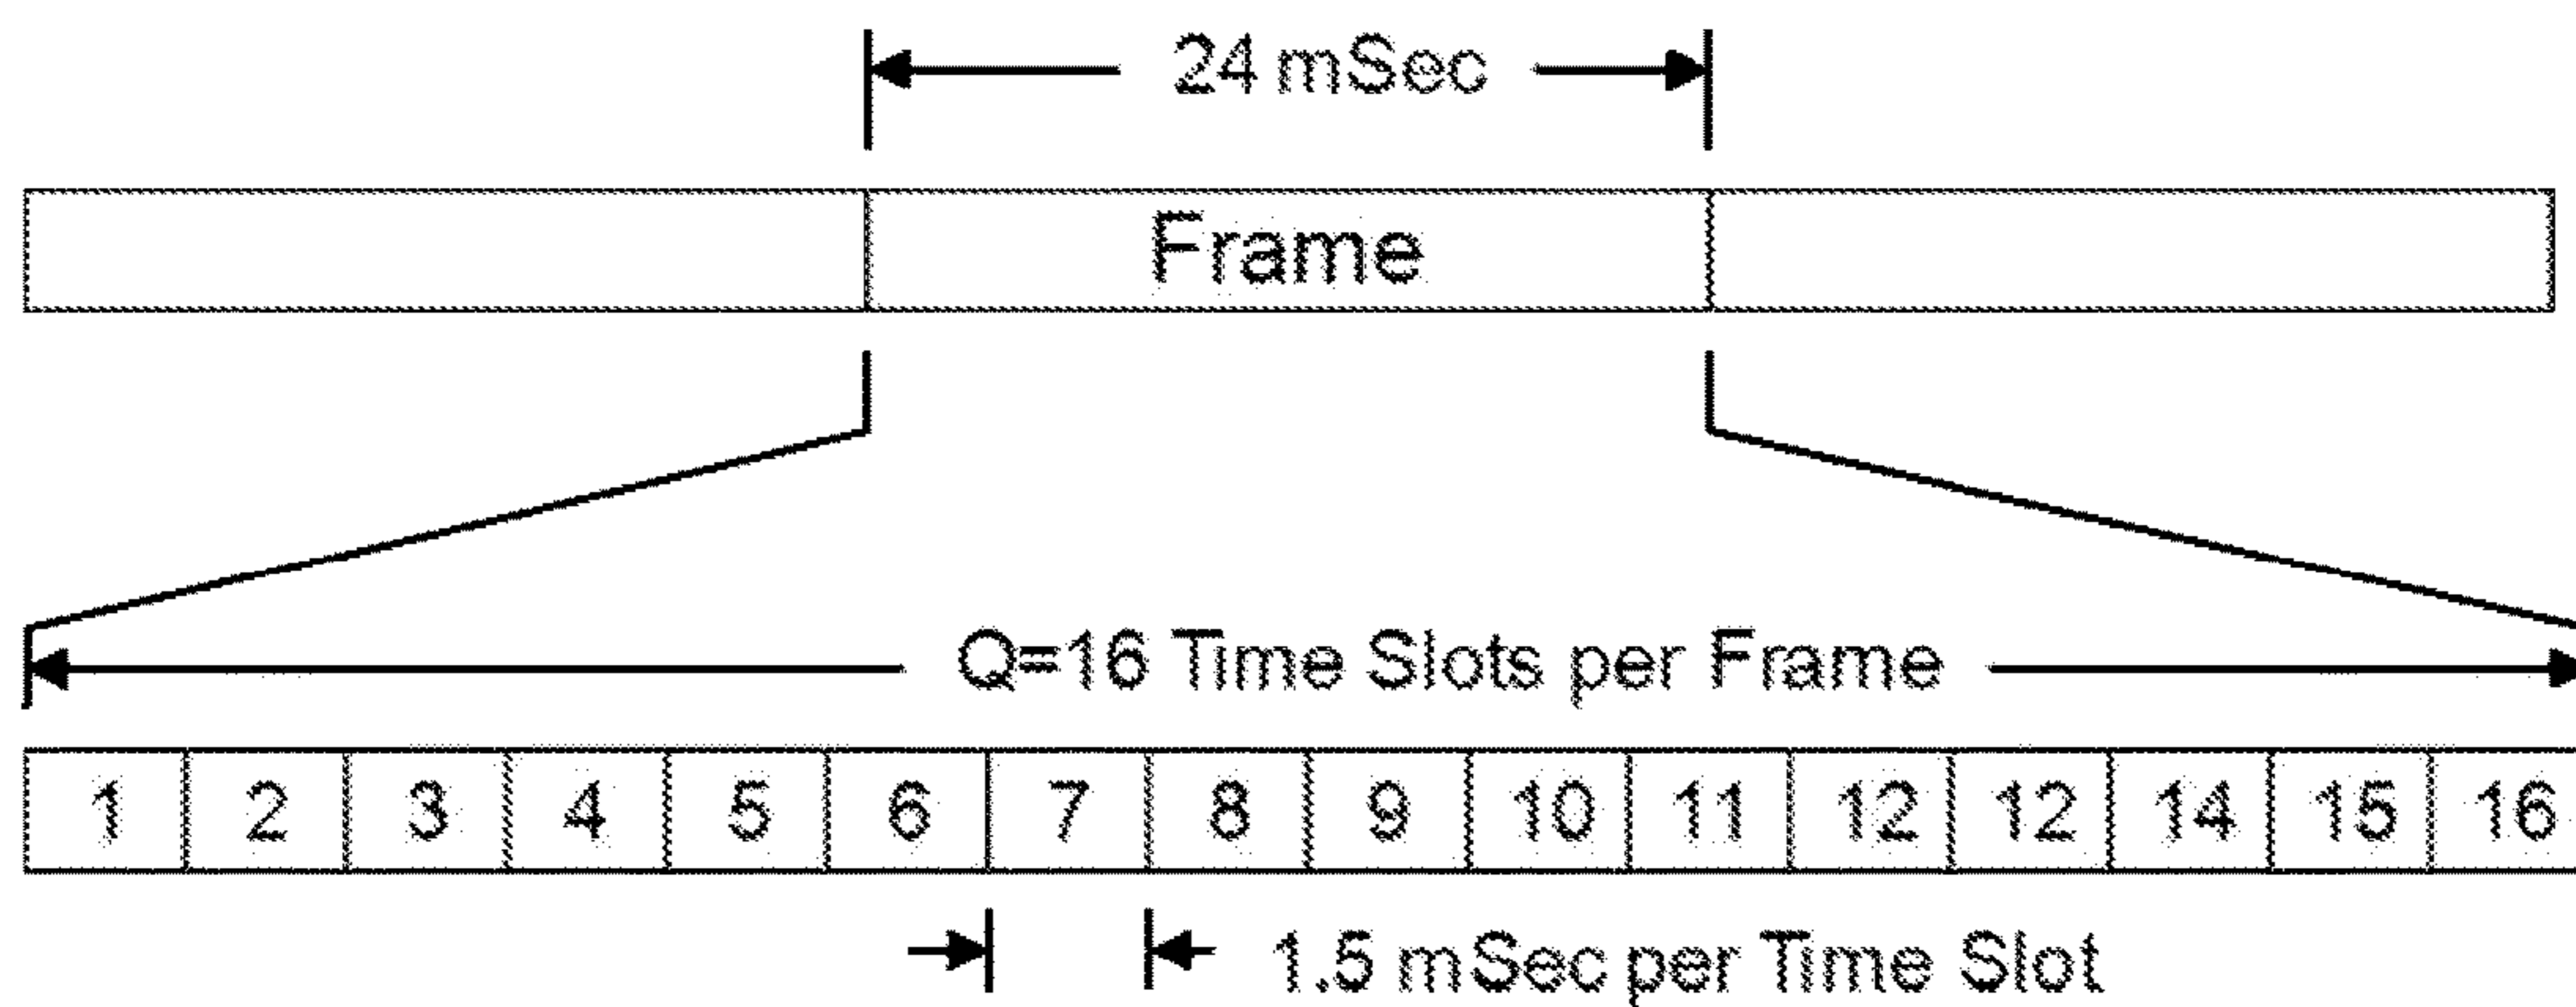 24 mSec
Frame
Q=16 Time Slots per Frame
1 2 3 4 5 6 7 8 9 10 11 12 12 14 15 16
1.5 mSec per Time Slot